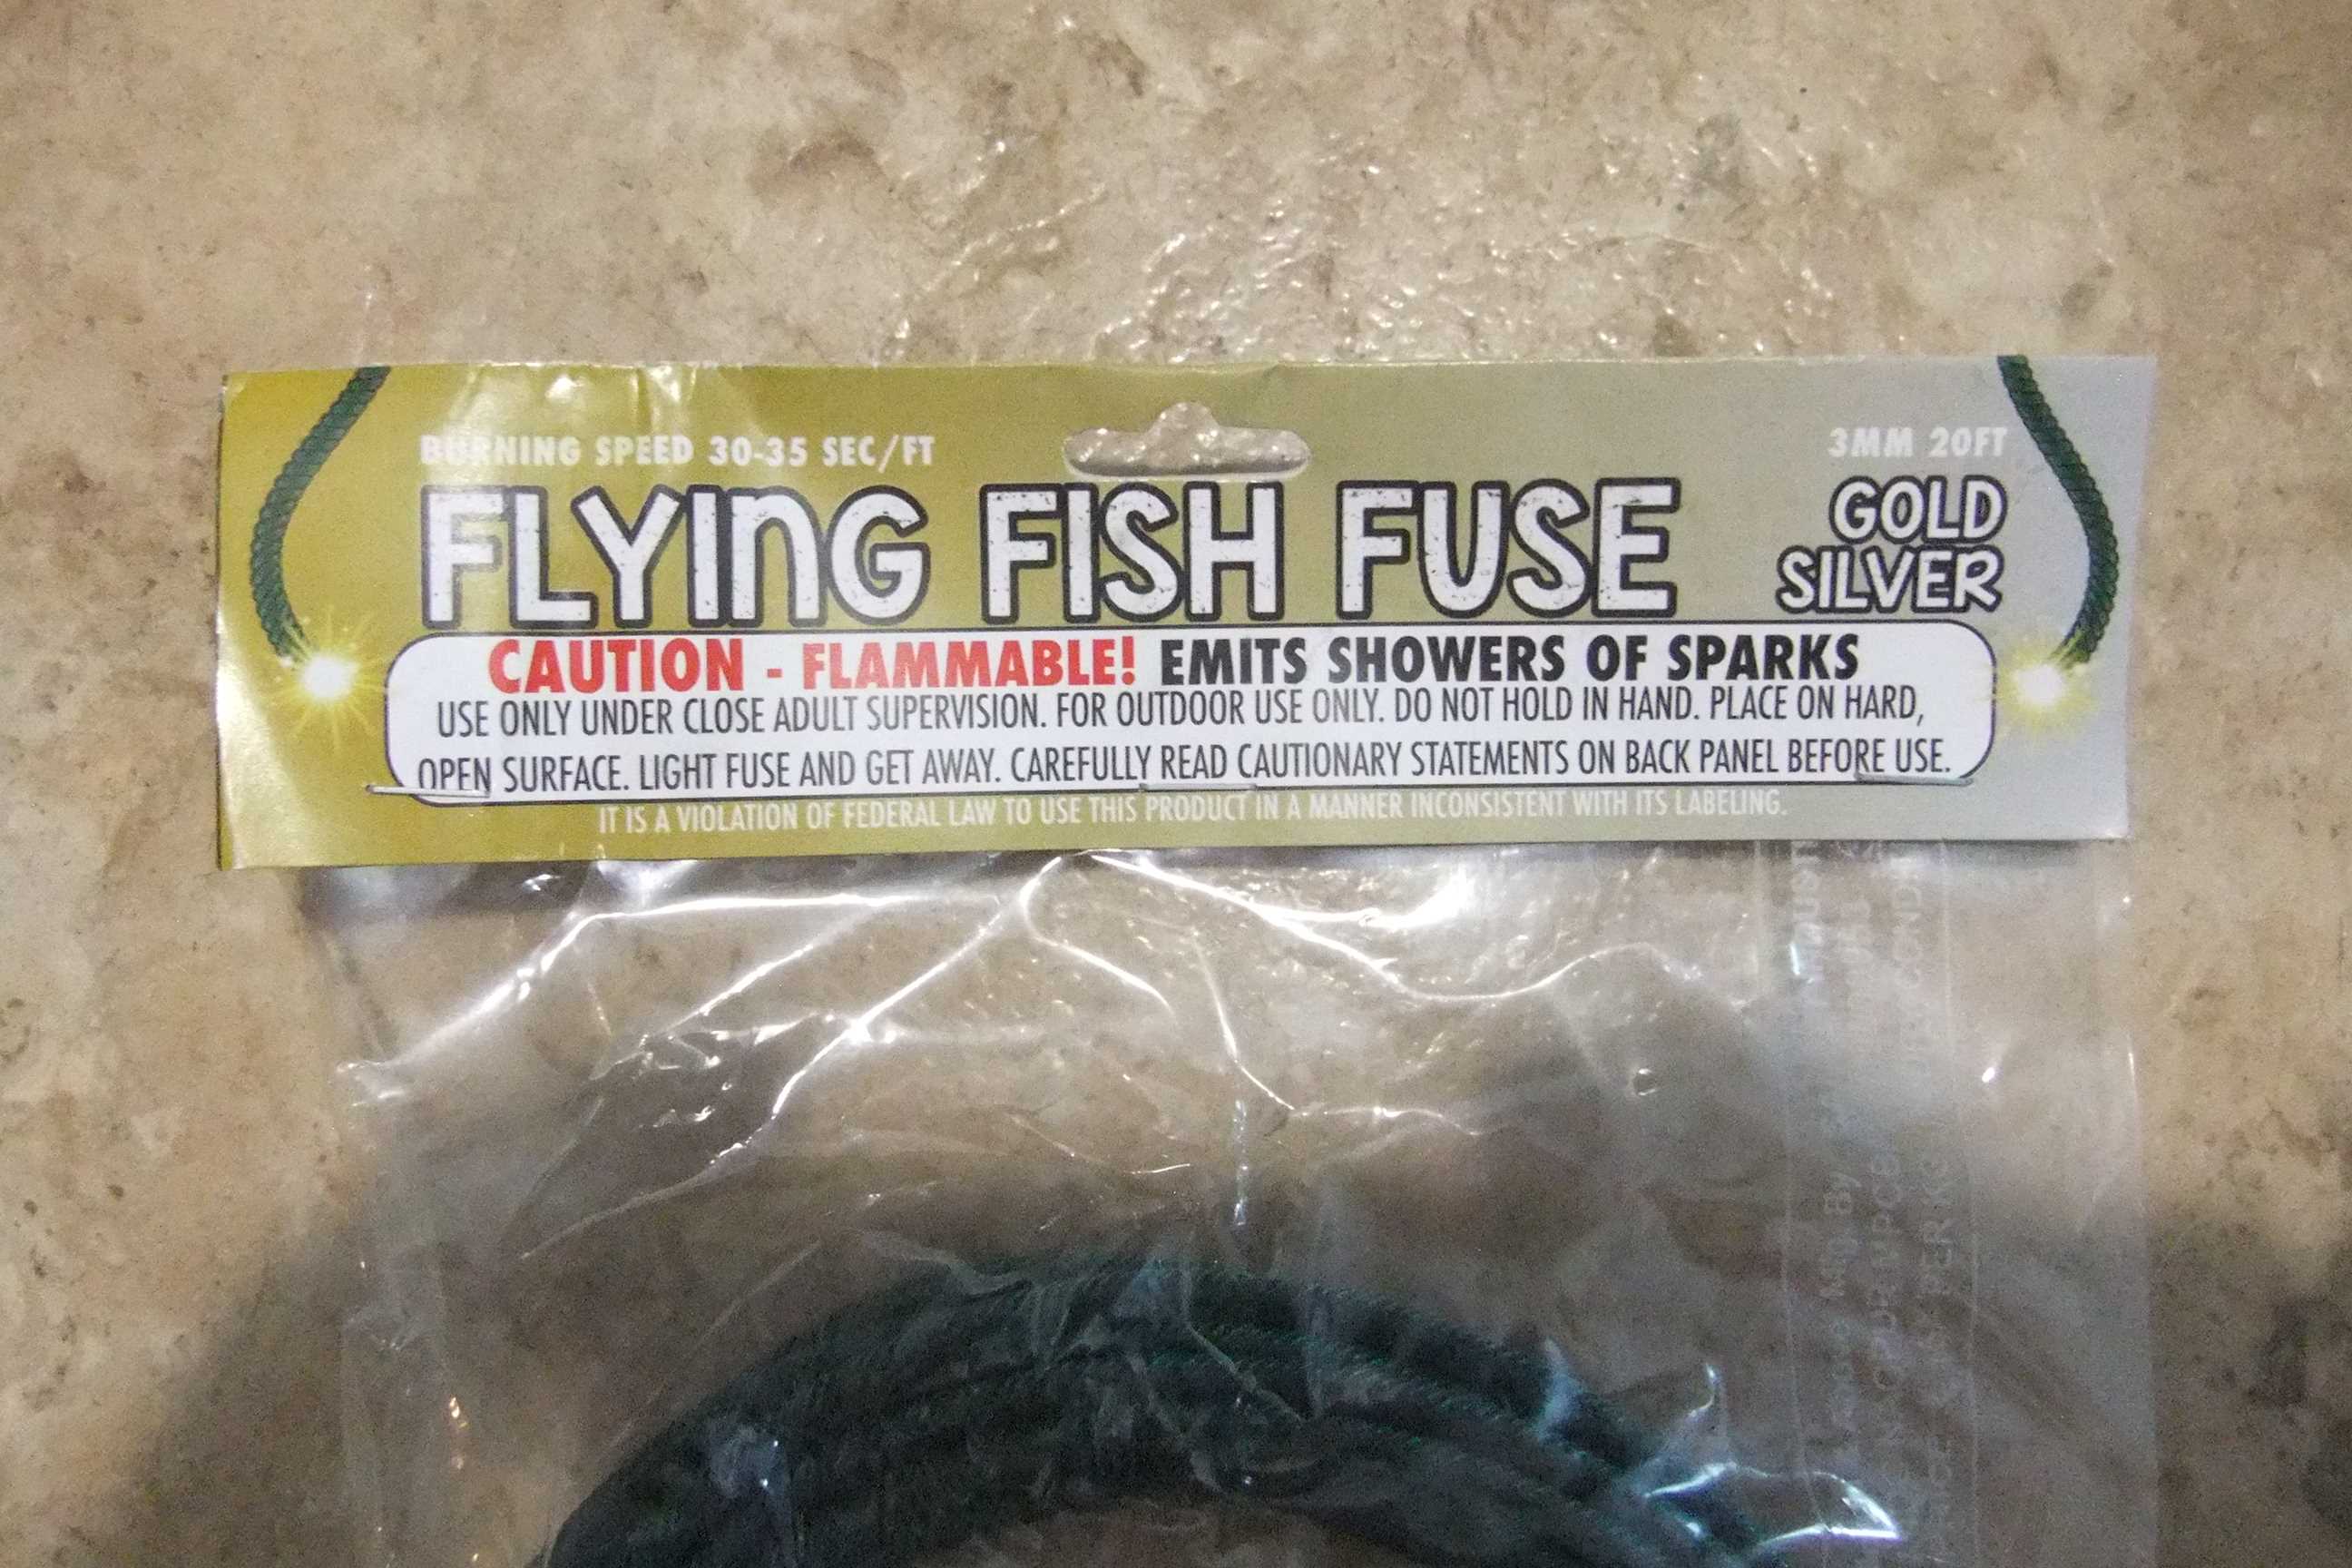 BURNING SPEED 30-35 SEC/FT
3MM 20FT
FLYING FISH FUSE
GOLD
SILVER
CAUTION - FLAMMABLE! EMITS SHOWERS OF SPARKS
USE ONLY UNDER CLOSE ADULT SUPERVISION. FOR OUTDOOR USE ONLY. DO NOT HOLD IN HAND. PLACE ON HARD,
OPEN SURFACE. LIGHT FUSE AND GET AWAY. CAREFULLY READ CAUTIONARY STATEMENTS ON BACK PANEL BEFORE USE.
IT IS A VIOLATION OF FEDERAL LAW TO USE THIS PRODUCT IN A MANNER INCONSISTENT WITH ITS LABELING.